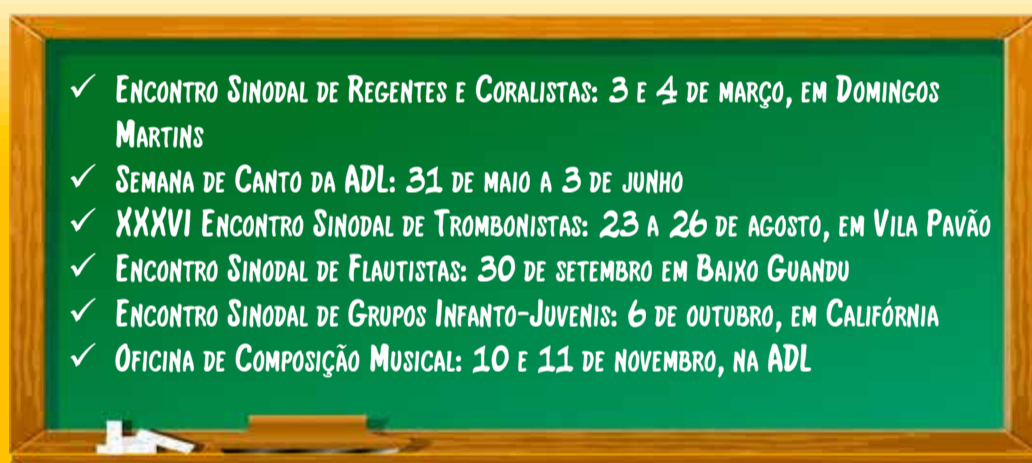 ✓ Encontro Sinodal de Regentes e Coralistas: 3 e 4 de março, em Domingos
Martins
✓ Semana de Canto da ADL: 31 de maio a 3 de junho
✓ XXXVI Encontro Sinodal de Trombonistas: 23 a 26 de agosto, em Vila Pavão
✓ Encontro Sinodal de Flautistas: 30 de setembro em Baixo Guandu
✓ Encontro Sinodal de Grupos Infanto-Juvenis: 6 de outubro, em Califórnia
✓ Oficina de Composição Musical: 10 e 11 de novembro, na ADL